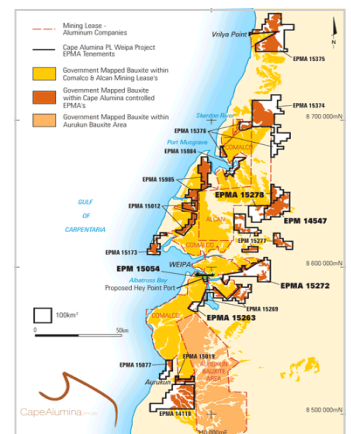 Mining Lease -
Aluminum Companies
Cape Alumina PL Weipa Project
EPMA Tenements
Government Mapped Bauxite within
Comalco & Alcan Mining Lease's
Government Mapped Bauxite
within Cape Alumina controlled
EPMA's
Government Mapped Bauxite within
Aurukun Bauxite Area
Vrilya Point
EPMA 15375
EPMA 15374
Skardon River
8 700 000mN
EPMA 15376
Port Musgrave
EPMA 15984
COMALCO
EPMA 15985
EPMA 15278
GULF
OF
CARPENTARIA
EPMA 15012
ALCAN
EPM 14547
EPMA 15277
COMALCO
EPMA 15173
WEIPA
EPM 15054
8 600 000mN
Albatross Bay
Proposed Hey Point Port
EPMA 15272
100km²
EPMA 15269
COMALCO
EPMA 15263
0
50km
EPMA 15077
AURUKUN
BAUXITE
AREA
Aurukun
CapeAlumina
EPMA 14118
8 500 000mN